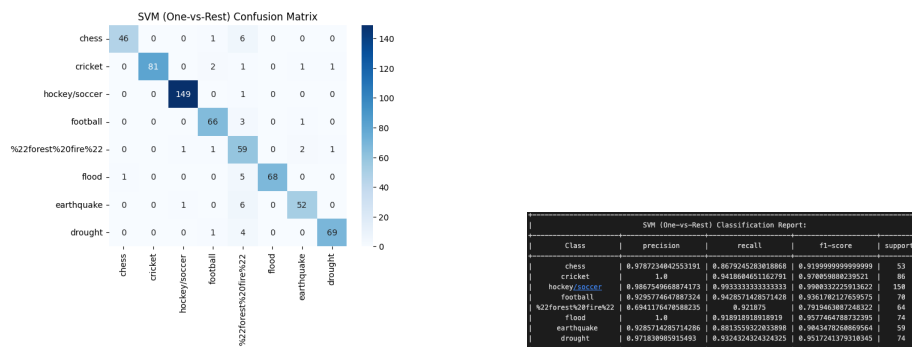 SVM (One-vs-Rest) Confusion Matrix
chess 46 0 0 1 6 0 0 0
cricket 0 81 0 2 1 0 1 1
hockey/soccer 0 0 149 0 1 0 0 0
football 0 0 0 66 3 0 1 0
%22forest%20fire%22 0 0 1 1 59 0 2 1
flood 1 0 0 0 5 68 0 0
earthquake 0 0 1 0 6 0 52 0
drought 0 0 0 1 4 0 0 69
chess
cricket
hockey/soccer
football
%22forest%20fire%22
flood
earthquake
drought
140
120
100
80
60
40
20
0
SVM (One-vs-Rest) Classification Report:
Class | precision | recall | f1-score | support
chess | 0.9787234042553191 | 0.8679245283018868 | 0.9199999999999999 | 53
cricket | 1.0 | 0.9418604651162791 | 0.970059880239521 | 86
hockey/soccer | 0.9867549668874173 | 0.9933333333333333 | 0.9900332225913622 | 150
football | 0.9295774647887324 | 0.9428571428571428 | 0.9361702127659575 | 70
%22forest%20fire%22 | 0.6941176470588235 | 0.921875 | 0.7919463087248322 | 64
flood | 1.0 | 0.918918918918919 | 0.9577464788732395 | 74
earthquake | 0.9285714285714286 | 0.8813559322033898 | 0.9043478260869564 | 59
drought | 0.971830985915493 | 0.9324324324324325 | 0.9517241379310345 | 74